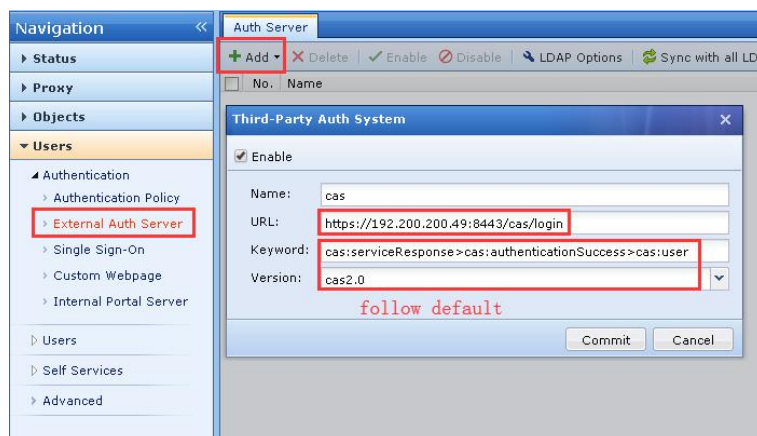 Navigation
Status
Proxy
Objects
Users
Authentication
Authentication Policy
External Auth Server
Single Sign-On
Custom Webpage
Internal Portal Server
Users
Self Services
Advanced
Auth Server
Add Delete Enable Disable LDAP Options Sync with all LD
No. Name
Third-Party Auth System
Enable
Name: cas
URL: https://192.200.200.49:8443/cas/login
Keyword: cas:serviceResponse>cas:authenticationSuccess>cas:user
Version: cas2.0
follow default
Commit Cancel